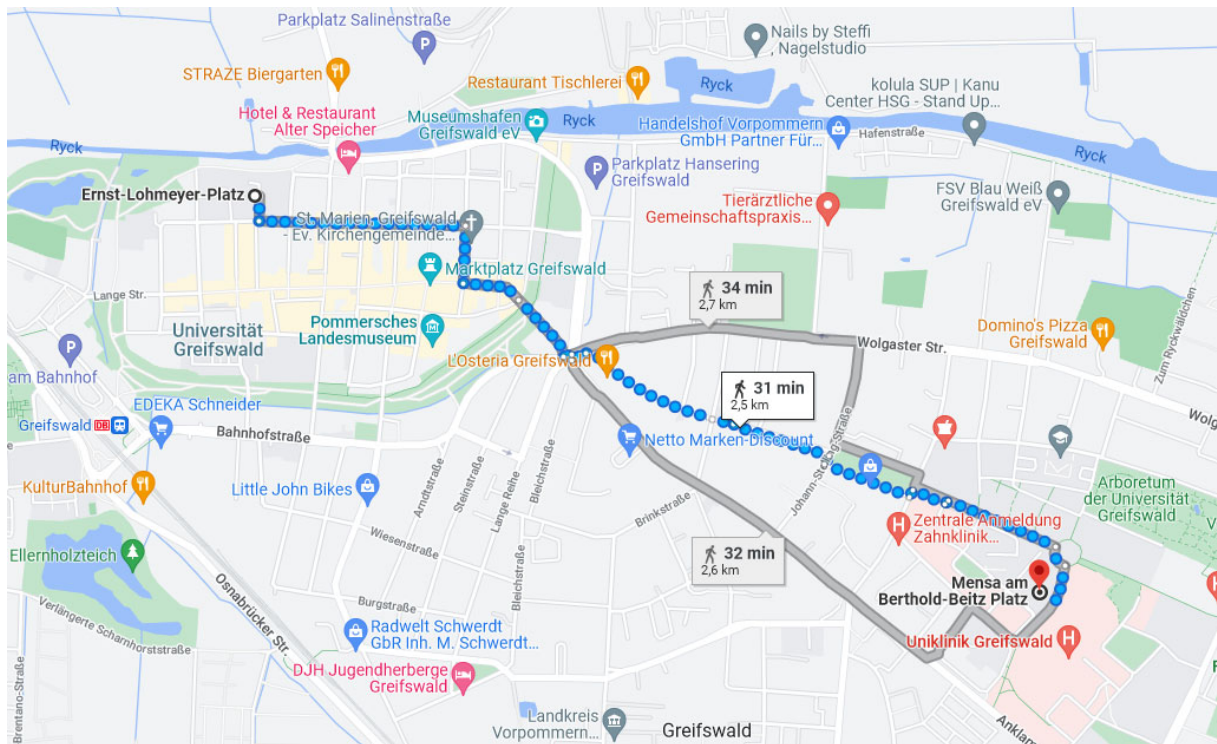 Parkplatz Salinenstraße
Nails by Steffi
, Nagelstudio
STRAZE Biergarten
Restaurant Tischlerei
kolula SUP | Kanu
Center HSG - Stand Up...
Ryck
Hotel & Restaurant
Alter Speicher
Museumshafen
Greifswald eV
Ryck
Handelshof Vorpommern
GmbH Partner Für...
Hafenstraße
Ryck
Ryck
Parkplatz Hansering
Greifswald
Ernst-Lohmeyer-Platz
Tierärztliche
Gemeinschaftspraxis...
FSV Blau Weiß
Greifswald eV
St. Marien, Greifswald
- Ev. Kirchengemeinde...
Marktplatz Greifswald
34 min
2,7 km
Lange Str.
Universität
Greifswald
Pommersches
Landesmuseum
Domino's Pizza
Greifswald
Zum Ryckwäldchen
Wolgaster Str.
L'Osteria Greifswald
am Bahnhof
31 min
2,5 km
EDEKA Schneider
Greifswald DB
Bahnhofstraße
Netto Marken-Discount
KulturBahnhof
Little John Bikes
Arndtstraße
Steinstraße
Lange Reihe
Bleichstraße
Arboretum
der Universität
Greifswald
Brinkstraße
Zentrale Anmeldung
Zahnklinik...
Wiesenstraße
Ellernholzteich
32 min
2,6 km
Mensa am
Berthold-Beitz Platz
Osnabrücker Str.
Bleichstraße
Burgstraße
Verlängerte Scharnhorststraße
Radwelt Schwerdt
GbR Inh. M. Schwerdt...
Uniklinik Greifswald
DJH Jugendherberge
Greifswald
Brentano-Straße
Landkreis
Vorpommern...
Greifswald